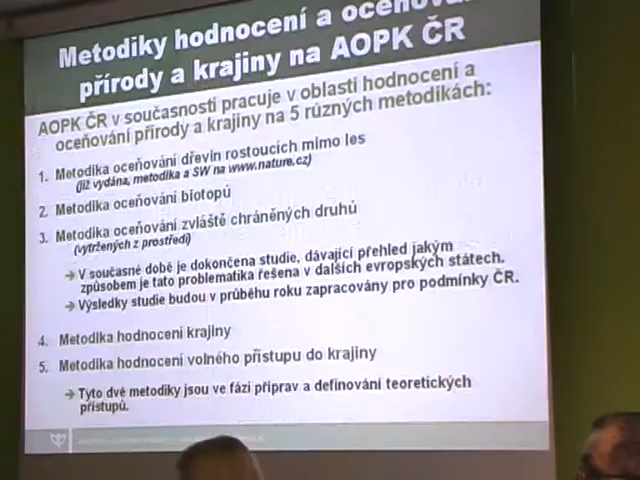 Metodiky hodnocení a oceňování
přírody a krajiny na AOPK ČR
AOPK ČR v současnosti pracuje v oblasti hodnocení a
oceňování přírody a krajiny na 5 různých metodikách:
1. Metodika oceňování dřevin rostoucích mimo les
(již vydána, metodika a SW na www.nature.cz)
2. Metodika oceňování biotopů
3. Metodika oceňování zvláště chráněných druhů
(vytržených z prostředí)
→ V současné době je dokončena studie, dávající přehled jakým
způsobem je tato problematika řešena v dalších evropských státech.
→ Výsledky studie budou v průběhu roku zapracovány pro podmínky ČR.
4. Metodika hodnocení krajiny
5. Metodika hodnocení volného přístupu do krajiny
→ Tyto dvě metodiky jsou ve fázi příprav a definování teoretických
přístupů.